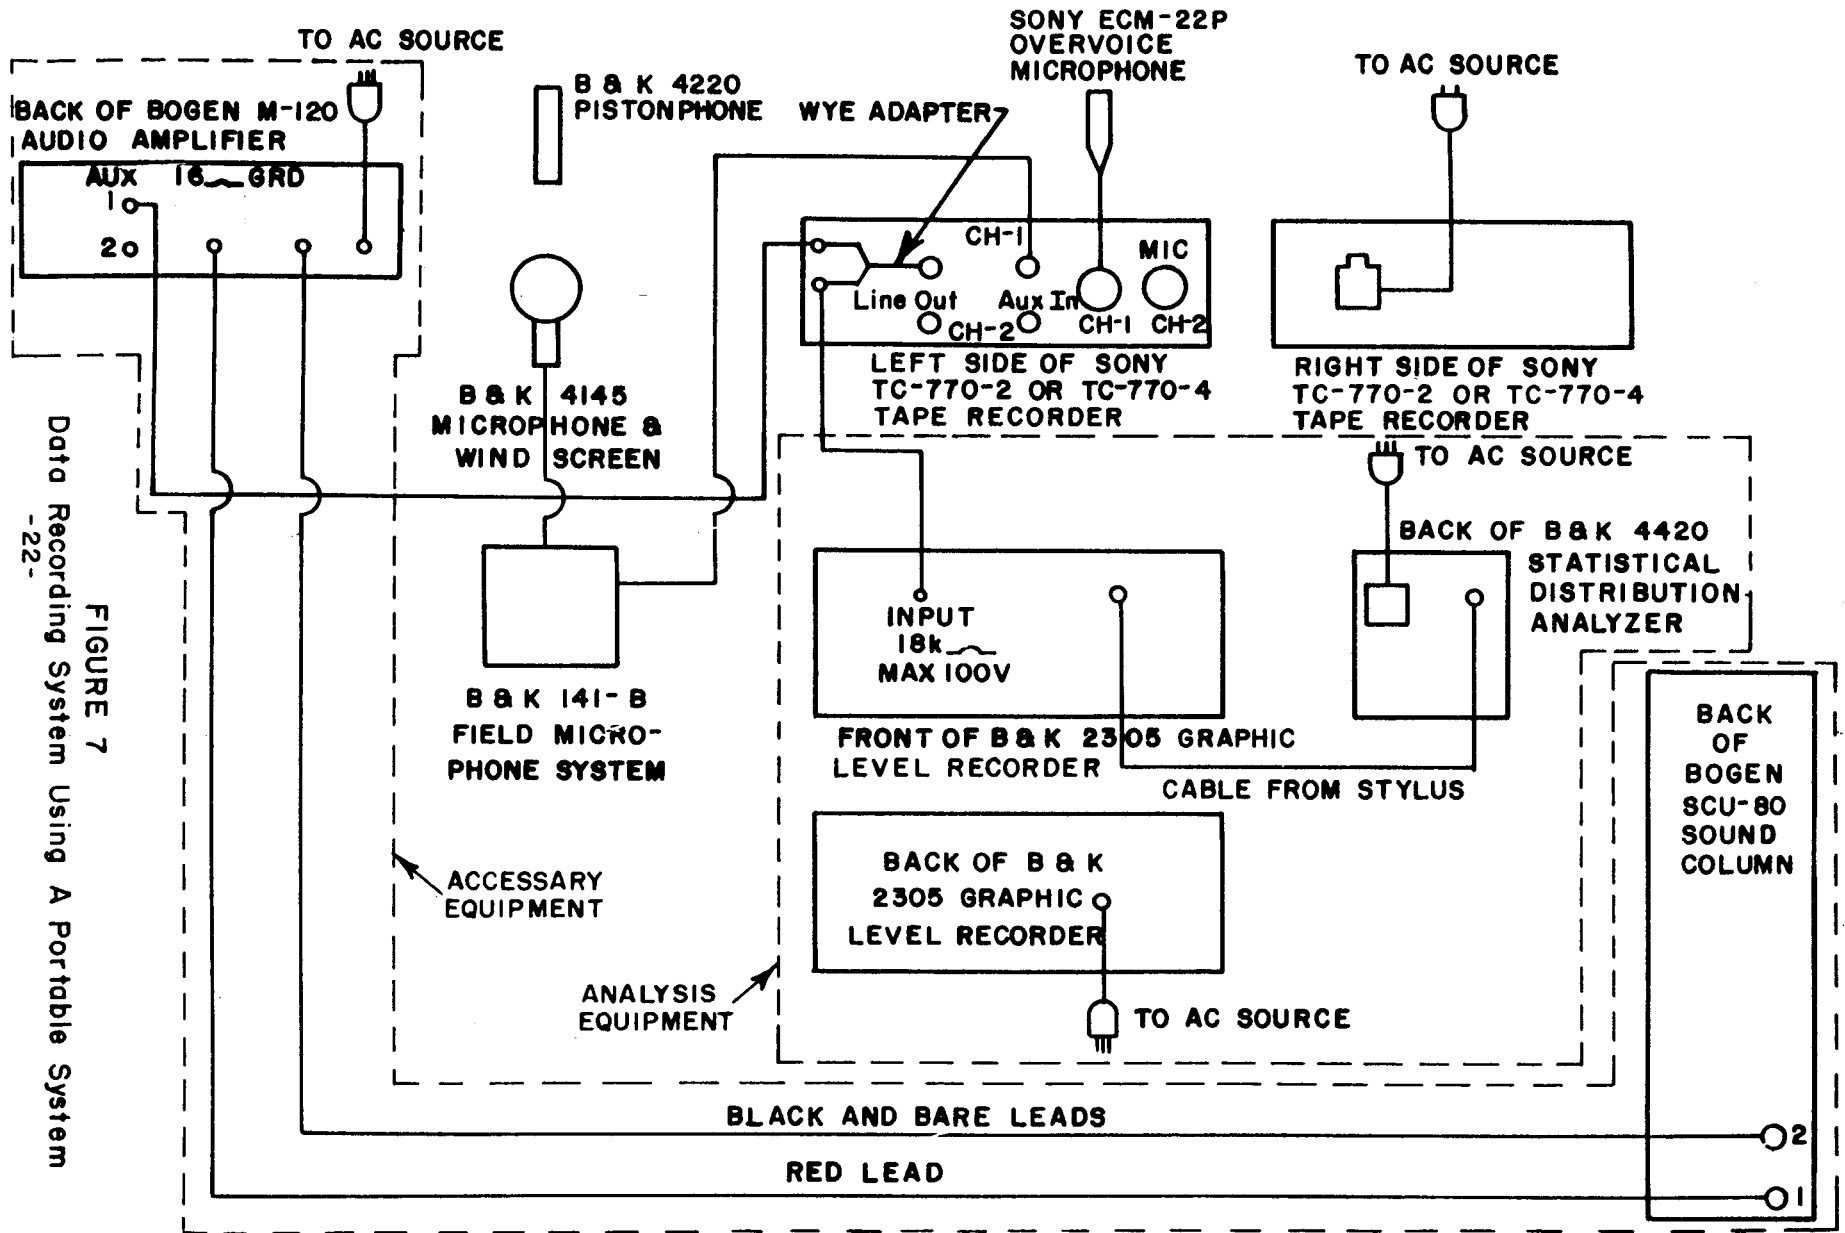 TO AC SOURCE
BACK OF BOGEN M-120
AUDIO AMPLIFIER
AUX 16 GRD
1
2
B & K 4220
PISTONPHONE
WYE ADAPTER
SONY ECM-22P
OVERVOICE
MICROPHONE
TO AC SOURCE
CH-1
MIC
Line Out
Aux In
CH-2
CH-1
CH-2
LEFT SIDE OF SONY
TC-770-2 OR TC-770-4
TAPE RECORDER
RIGHT SIDE OF SONY
TC-770-2 OR TC-770-4
TAPE RECORDER
B & K 4145
MICROPHONE &
WIND SCREEN
B & K 141-B
FIELD MICRO-
PHONE SYSTEM
TO AC SOURCE
BACK OF B & K 4420
STATISTICAL
DISTRIBUTION
ANALYZER
INPUT
18k
MAX 100V
FRONT OF B & K 2305 GRAPHIC
LEVEL RECORDER
CABLE FROM STYLUS
BACK OF B & K
2305 GRAPHIC
LEVEL RECORDER
TO AC SOURCE
ACCESSARY
EQUIPMENT
ANALYSIS
EQUIPMENT
BACK
OF
BOGEN
SCU-80
SOUND
COLUMN
BLACK AND BARE LEADS
2
RED LEAD
1
FIGURE 7
Data Recording System Using A Portable System
-22-